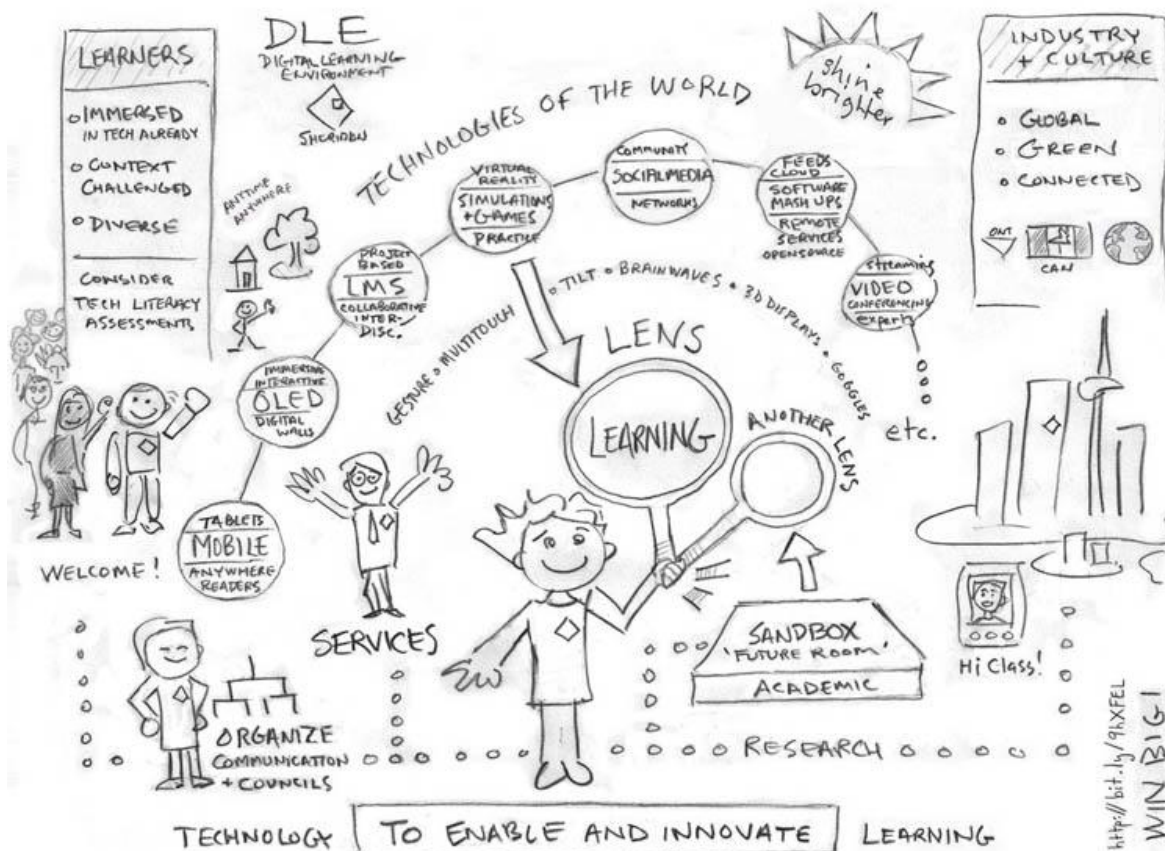 LEARNERS
IMMERSED
IN TECH ALREADY
CONTEXT
CHALLENGED
DIVERSE
CONSIDER
TECH LITERACY
ASSESSMENTS
DLE
DIGITAL LEARNING
ENVIRONMENT
SHERIDAN
ANYTIME
ANYWHERE
TECHNOLOGIES OF THE WORLD
shine
brighter
INDUSTRY
+ CULTURE
GLOBAL
GREEN
CONNECTED
ONT
CAN
TABLETS
MOBILE
ANYWHERE
READERS
IMMERSIVE
INTERACTIVE
OLED
DIGITAL
WALLS
PROJECT
BASED
LMS
COLLABORATIVE
INTER-
DISC.
VIRTUAL
REALITY
SIMULATIONS
+ GAMES
PRACTICE
COMMUNITY
SOCIAL MEDIA
NETWORKS
FEEDS
CLOUD
SOFTWARE
MASH UPS
REMOTE
SERVICES
OPENSOURCE
streaming
VIDEO
CONFERENCING
experts
etc.
GESTURE • MULTITOUCH • TILT • BRAINWAVES • 3D DISPLAYS • GOGGLES
LENS
LEARNING
ANOTHER LENS
WELCOME!
SERVICES
SANDBOX
'FUTURE ROOM'
ACADEMIC
Hi Class!
ORGANIZE
COMMUNICATION
+ COUNCILS
RESEARCH
TECHNOLOGY TO ENABLE AND INNOVATE LEARNING
https://bit.ly/9hXFEL
WIN BIG!